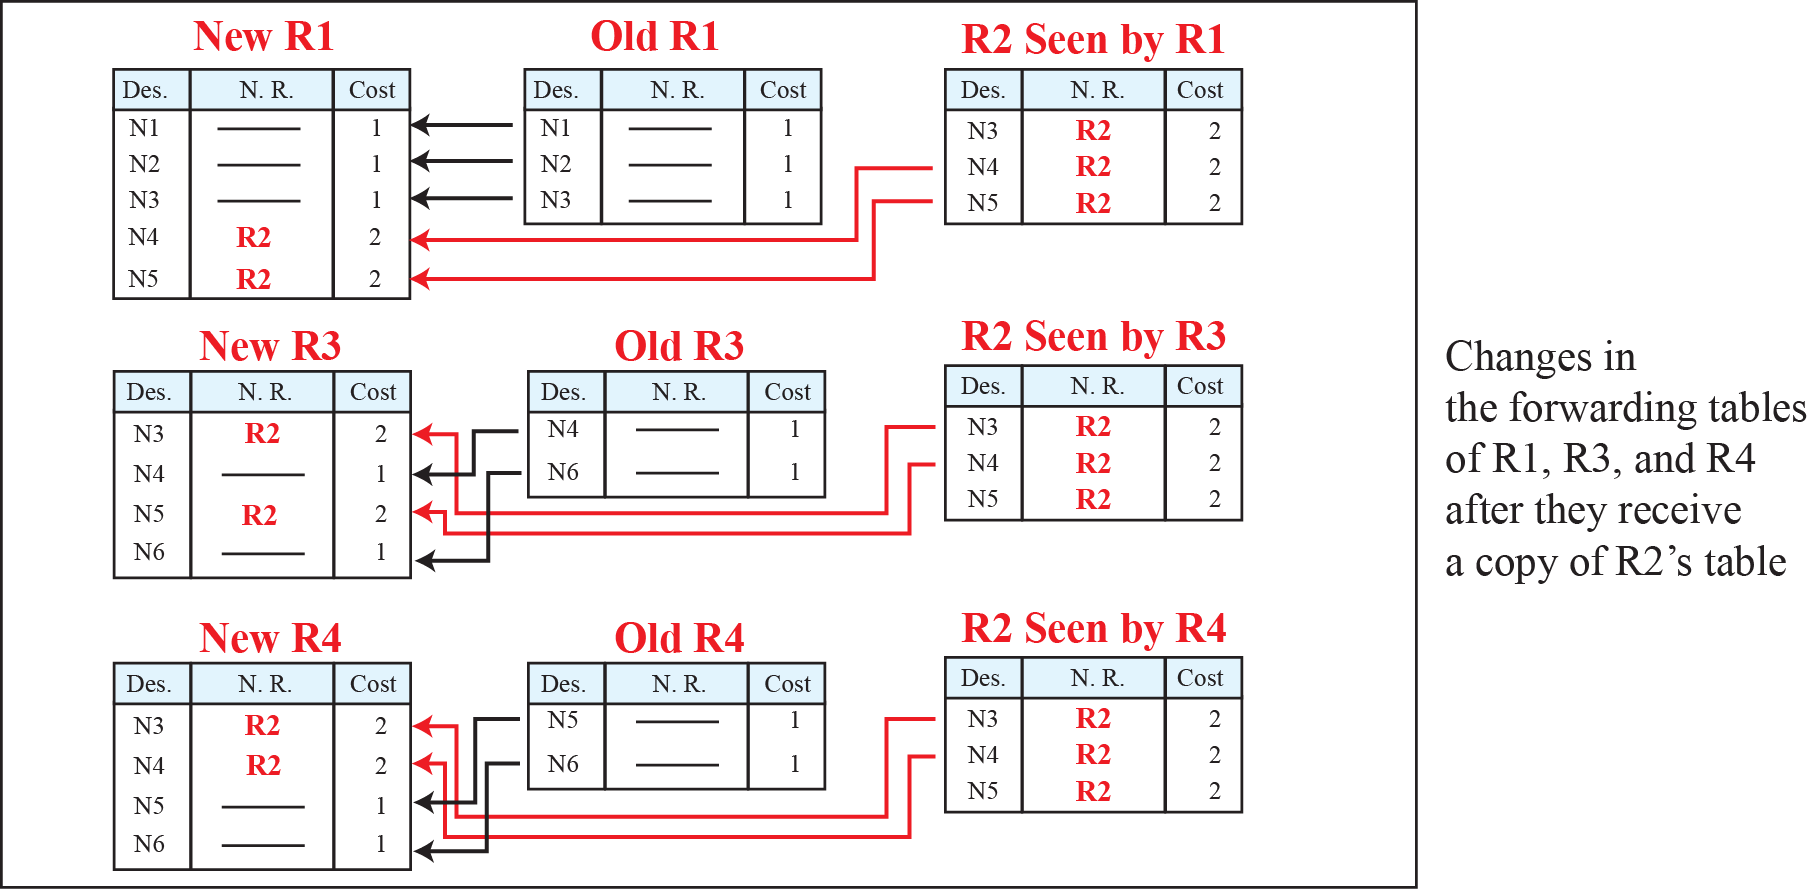 New R1 Old R1 R2 Seen by R1
Des. N. R. Cost Des. N. R. Cost Des. N. R. Cost
N1 1 N1 1 N3 R2 2
N2 1 N2 1 N4 R2 2
N3 1 N3 1 N5 R2 2
N4 R2 2
N5 R2 2
New R3 Old R3 R2 Seen by R3
Des. N. R. Cost Des. N. R. Cost Des. N. R. Cost
N3 R2 2 N4 1 N3 R2 2
N4 1 N6 1 N4 R2 2
N5 R2 2 N5 R2 2
N6 1
New R4 Old R4 R2 Seen by R4
Des. N. R. Cost Des. N. R. Cost Des. N. R. Cost
N3 R2 2 N5 1 N3 R2 2
N4 R2 2 N6 1 N4 R2 2
N5 1 N5 R2 2
N6 1
Changes in
the forwarding tables
of R1, R3, and R4
after they receive
a copy of R2’s table